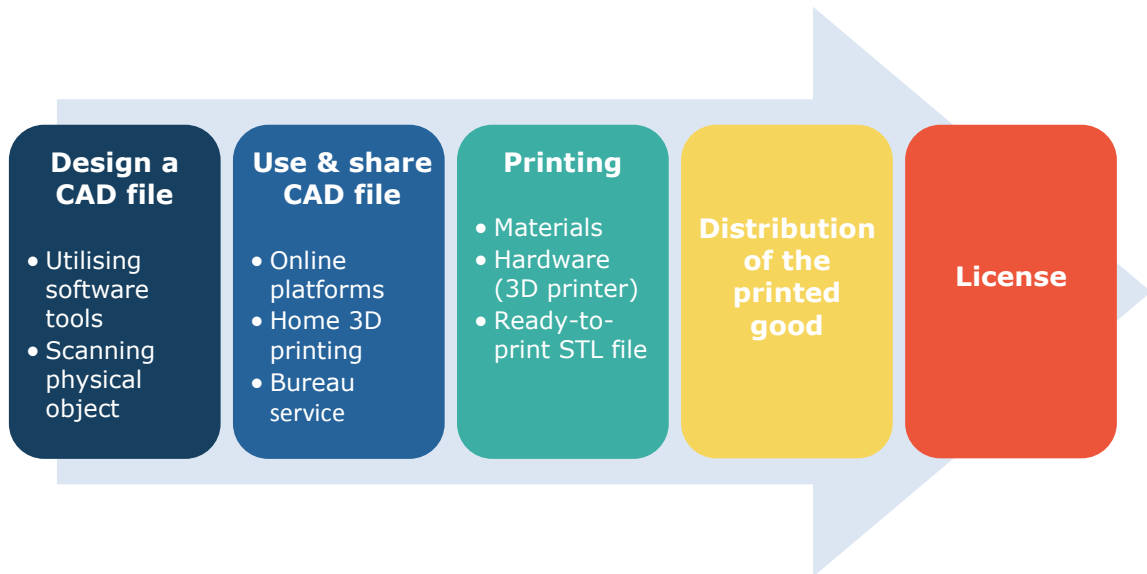 Design a
CAD file
• Utilising
software
tools
• Scanning
physical
object
Use & share
CAD file
• Online
platforms
• Home 3D
printing
• Bureau
service
Printing
• Materials
• Hardware
(3D printer)
• Ready-to-
print STL file
Distribution
of the
printed
good
License